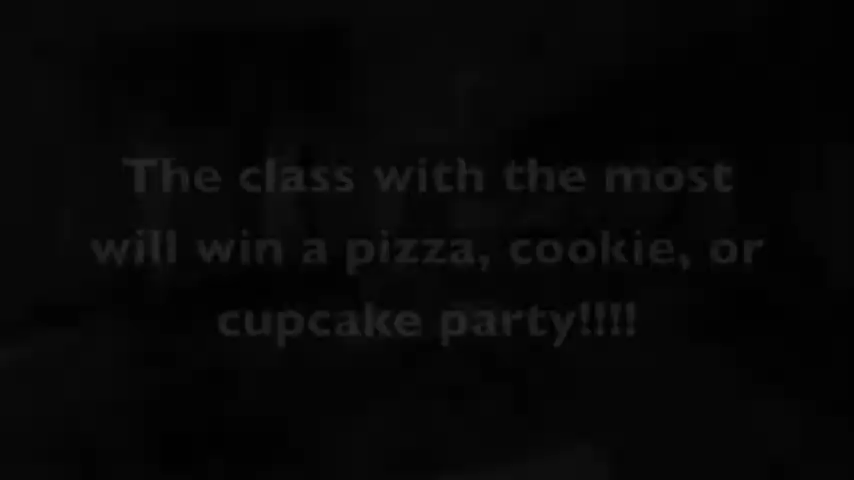 The class with the most
will win a pizza, cookie, or
cupcake party!!!!